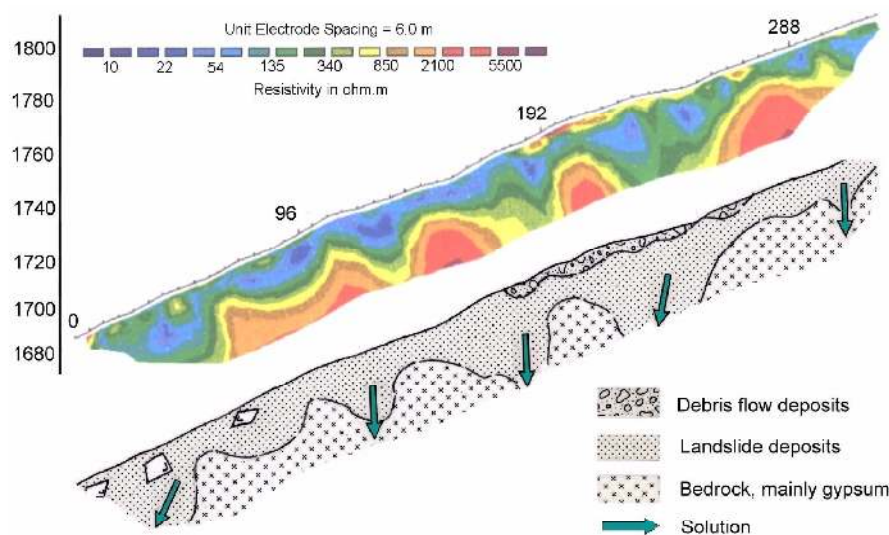 Unit Electrode Spacing = 6.0 m
10 22 54 135 340 850 2100 5500
Resistivity in ohm.m
1800
1780
1760
1740
1720
1700
1680
0
96
192
288
Debris flow deposits
Landslide deposits
Bedrock, mainly gypsum
Solution